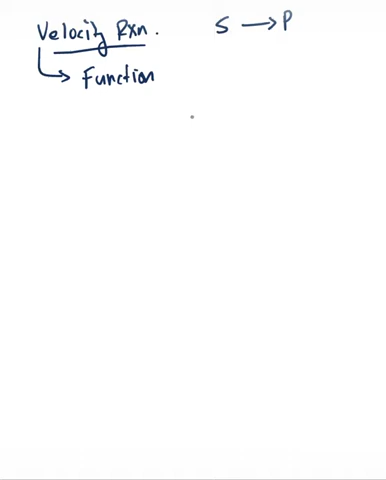 Velocity Rxn. S → P
↳ Function